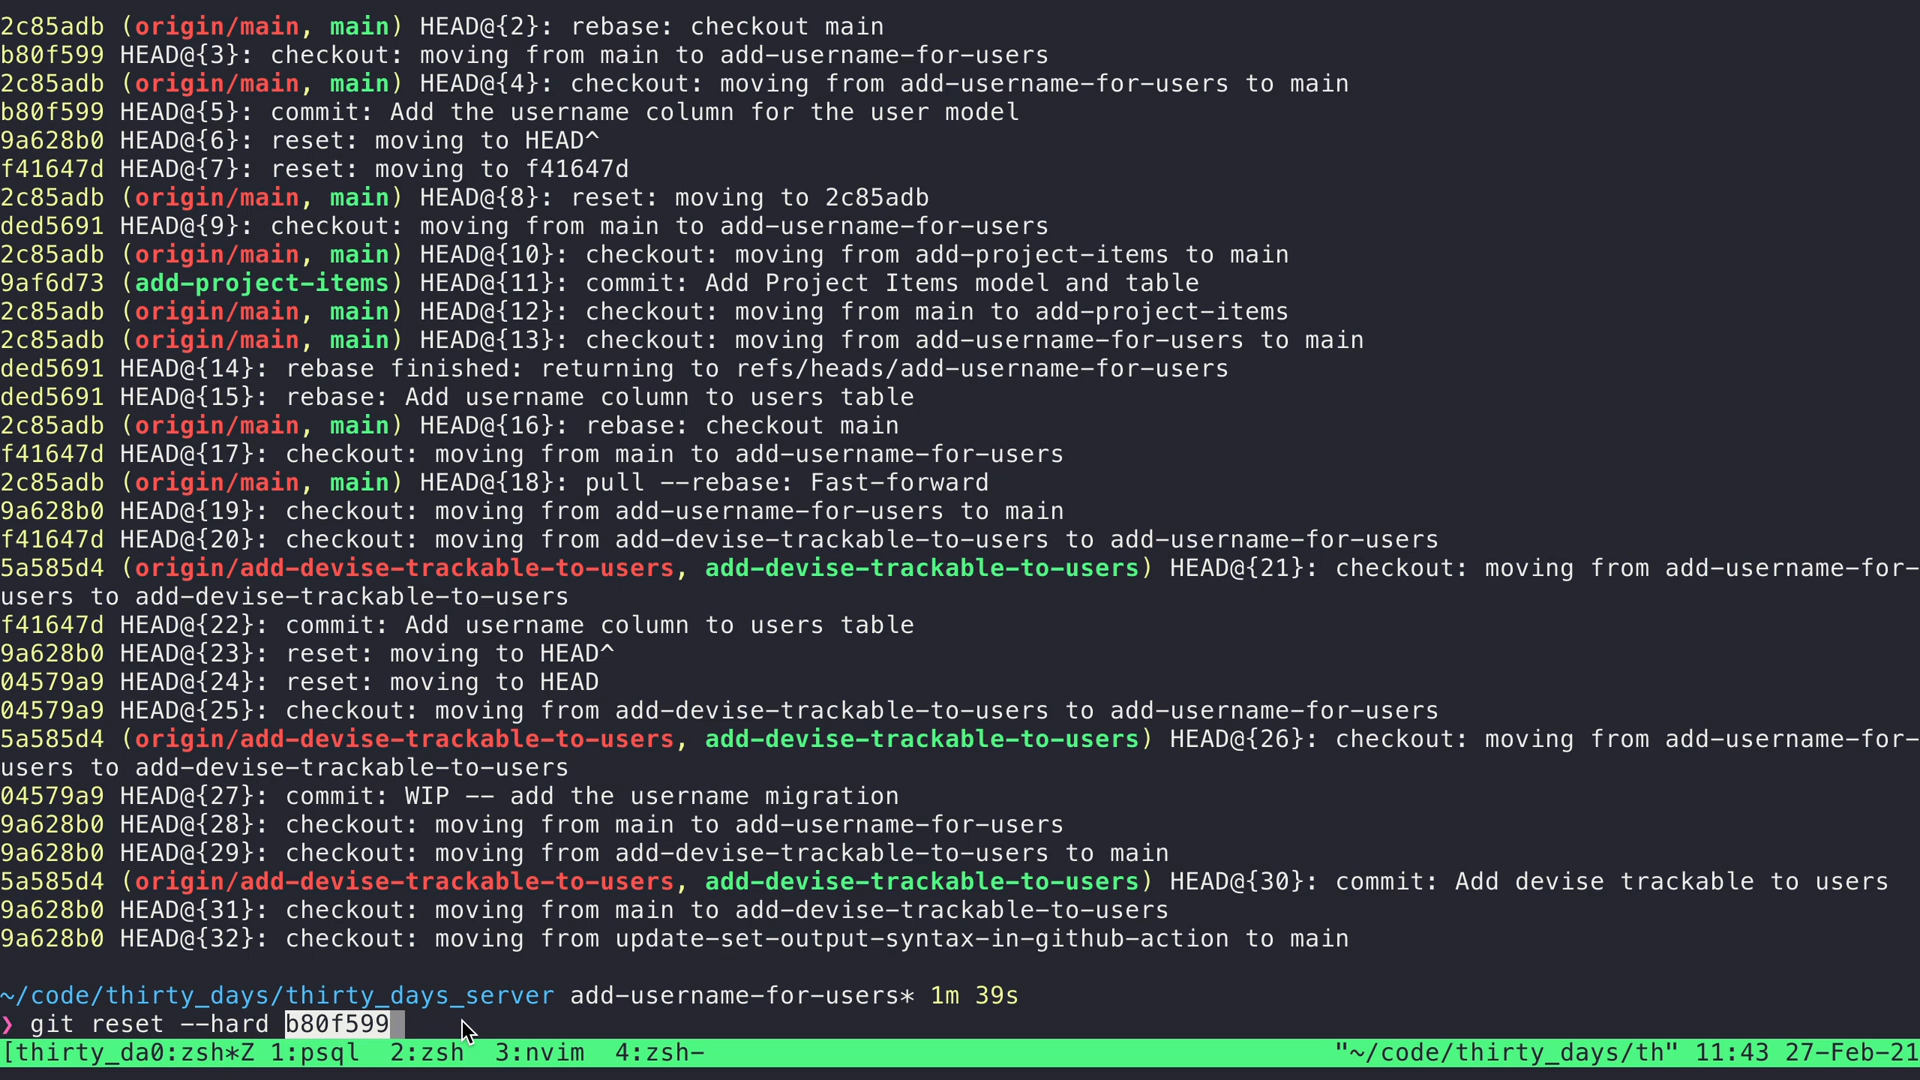 2c85adb (origin/main, main) HEAD@{2}: rebase: checkout main
b80f599 HEAD@{3}: checkout: moving from main to add-username-for-users
2c85adb (origin/main, main) HEAD@{4}: checkout: moving from add-username-for-users to main
b80f599 HEAD@{5}: commit: Add the username column for the user model
9a628b0 HEAD@{6}: reset: moving to HEAD^
f41647d HEAD@{7}: reset: moving to f41647d
2c85adb (origin/main, main) HEAD@{8}: reset: moving to 2c85adb
ded5691 HEAD@{9}: checkout: moving from main to add-username-for-users
2c85adb (origin/main, main) HEAD@{10}: checkout: moving from add-project-items to main
9af6d73 (add-project-items) HEAD@{11}: commit: Add Project Items model and table
2c85adb (origin/main, main) HEAD@{12}: checkout: moving from main to add-project-items
2c85adb (origin/main, main) HEAD@{13}: checkout: moving from add-username-for-users to main
ded5691 HEAD@{14}: rebase finished: returning to refs/heads/add-username-for-users
ded5691 HEAD@{15}: rebase: Add username column to users table
2c85adb (origin/main, main) HEAD@{16}: rebase: checkout main
f41647d HEAD@{17}: checkout: moving from main to add-username-for-users
2c85adb (origin/main, main) HEAD@{18}: pull --rebase: Fast-forward
9a628b0 HEAD@{19}: checkout: moving from add-username-for-users to main
f41647d HEAD@{20}: checkout: moving from add-devise-trackable-to-users to add-username-for-users
5a585d4 (origin/add-devise-trackable-to-users, add-devise-trackable-to-users) HEAD@{21}: checkout: moving from add-username-for-
users to add-devise-trackable-to-users
f41647d HEAD@{22}: commit: Add username column to users table
9a628b0 HEAD@{23}: reset: moving to HEAD^
04579a9 HEAD@{24}: reset: moving to HEAD
04579a9 HEAD@{25}: checkout: moving from add-devise-trackable-to-users to add-username-for-users
5a585d4 (origin/add-devise-trackable-to-users, add-devise-trackable-to-users) HEAD@{26}: checkout: moving from add-username-for-
users to add-devise-trackable-to-users
04579a9 HEAD@{27}: commit: WIP -- add the username migration
9a628b0 HEAD@{28}: checkout: moving from main to add-username-for-users
9a628b0 HEAD@{29}: checkout: moving from add-devise-trackable-to-users to main
5a585d4 (origin/add-devise-trackable-to-users, add-devise-trackable-to-users) HEAD@{30}: commit: Add devise trackable to users
9a628b0 HEAD@{31}: checkout: moving from main to add-devise-trackable-to-users
9a628b0 HEAD@{32}: checkout: moving from update-set-output-syntax-in-github-action to main
~/code/thirty_days/thirty_days_server add-username-for-users* 1m 39s
❯ git reset --hard b80f599
[thirty_da0:zsh*Z 1:psql  2:zsh  3:nvim  4:zsh- "~/code/thirty_days/th" 11:43 27-Feb-21